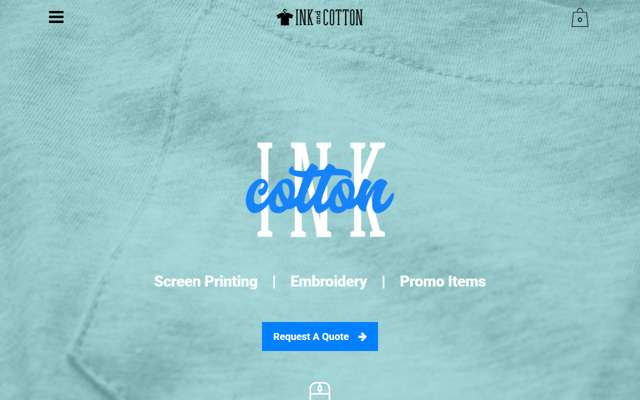 INK and COTTON
0
INK
cotton
Screen Printing | Embroidery | Promo Items
Request A Quote